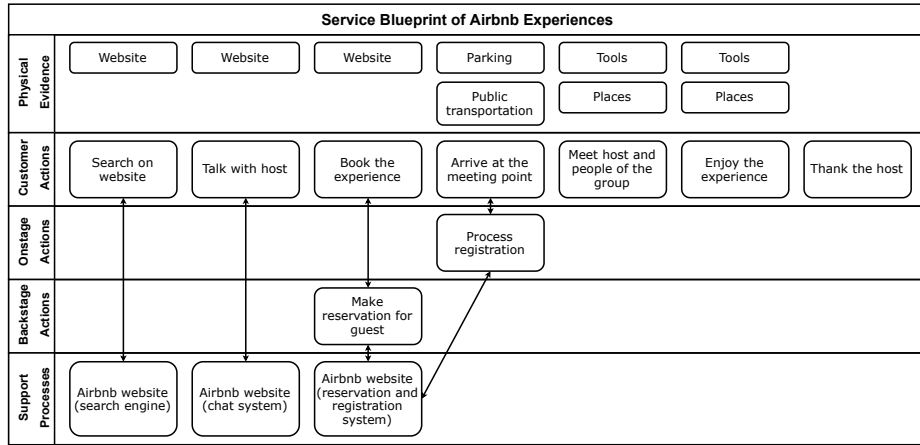 Service Blueprint of Airbnb Experiences
Physical
Evidence
Website
Website
Website
Parking
Tools
Tools
Public
transportation
Places
Places
Customer
Actions
Search on
website
Talk with host
Book the
experience
Arrive at the
meeting point
Meet host and
people of the
group
Enjoy the
experience
Thank the host
Onstage
Actions
Process
registration
Backstage
Actions
Make
reservation for
guest
Support
Processes
Airbnb website
(search engine)
Airbnb website
(chat system)
Airbnb website
(reservation and
registration
system)